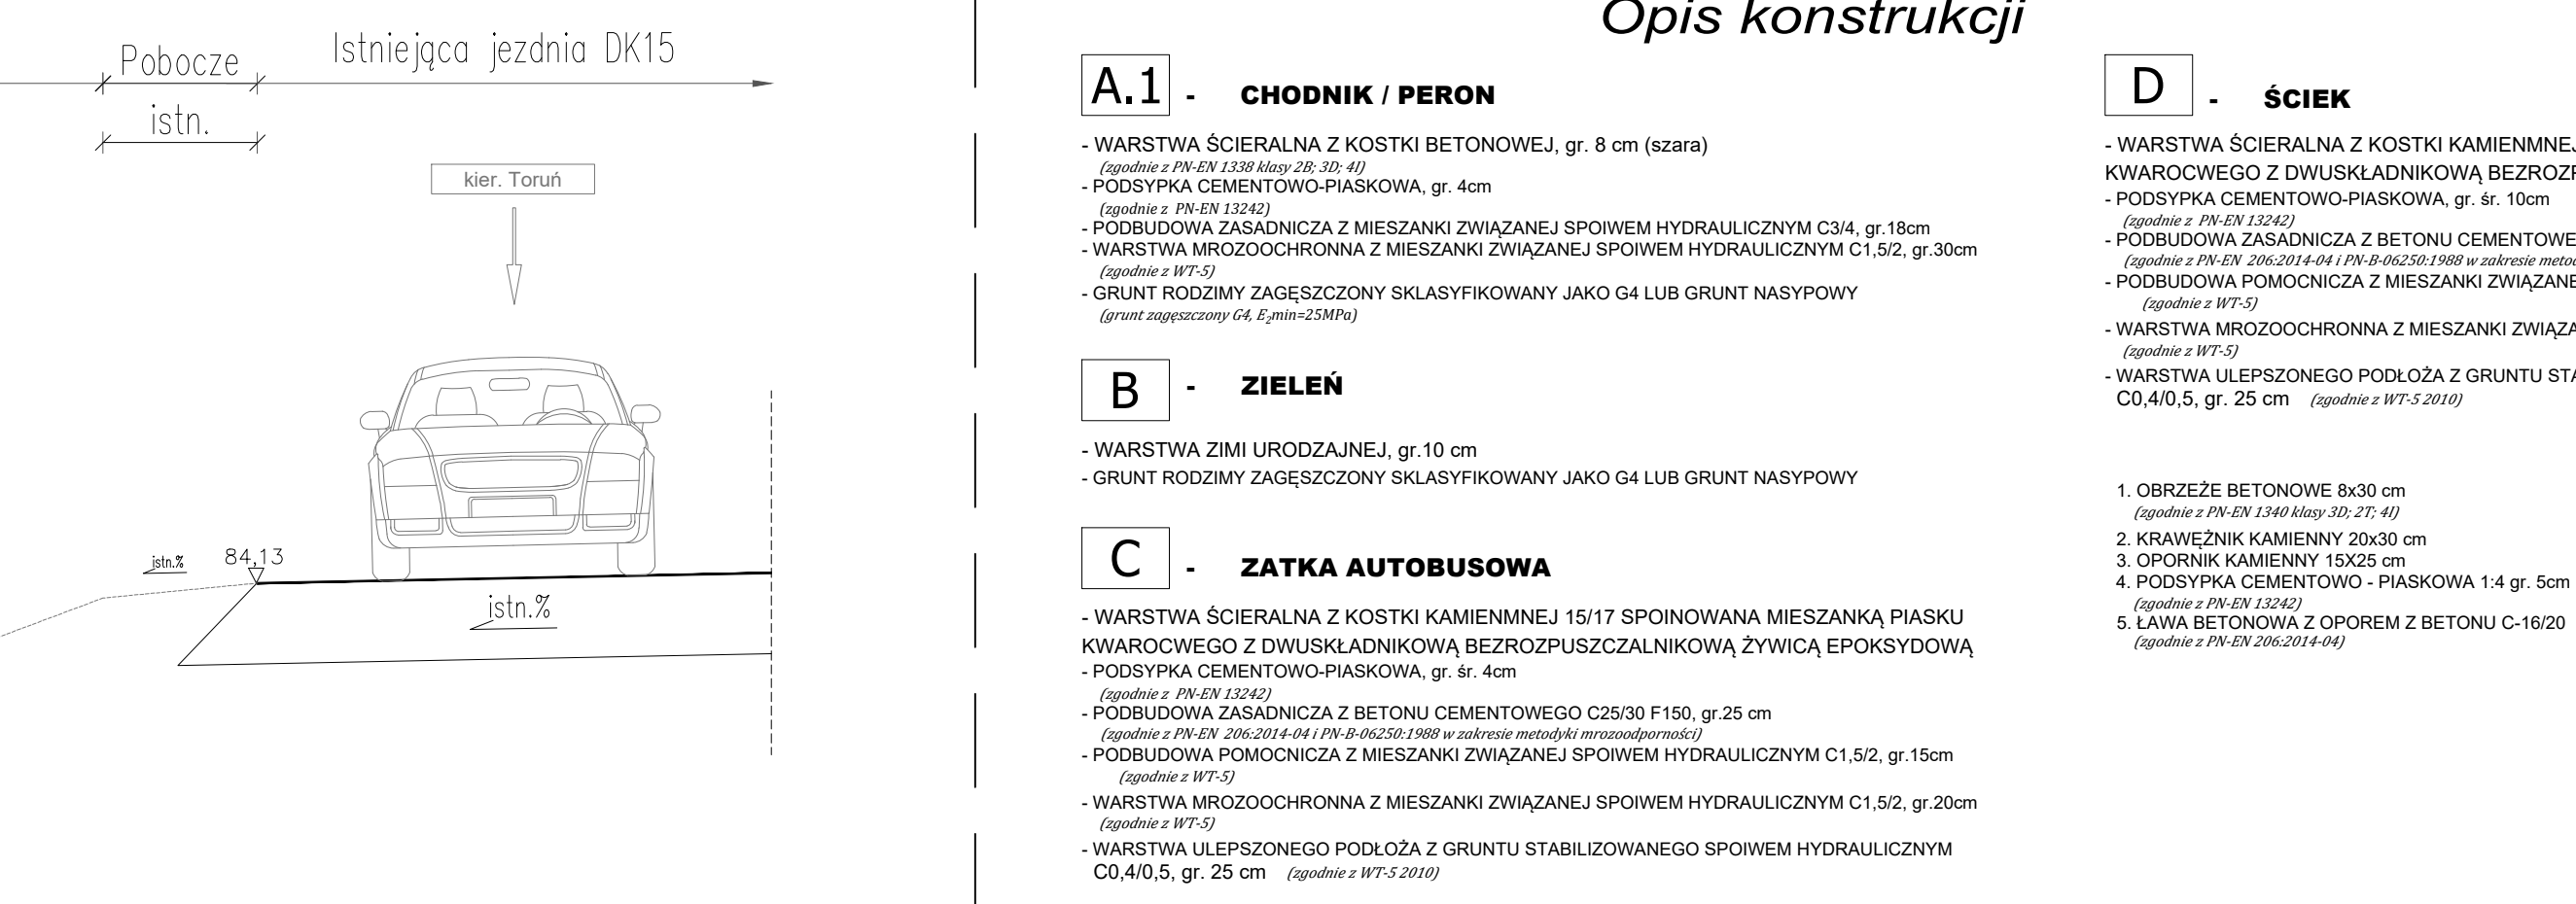 Pobocze
Istniejąca jezdnia DK15
istn.
kier. Toruń
istn.%
84,13
istn.%
Opis konstrukcji
A.1 - CHODNIK / PERON
- WARSTWA ŚCIERALNA Z KOSTKI BETONOWEJ, gr. 8 cm (szara)
(zgodnie z PN-EN 1338 klasy 2B; 3D; 4I)
- PODSYPKA CEMENTOWO-PIASKOWA, gr. 4cm
(zgodnie z PN-EN 13242)
- PODBUDOWA ZASADNICZA Z MIESZANKI ZWIĄZANEJ SPOIWEM HYDRAULICZNYM C3/4, gr.18cm
- WARSTWA MROZOOCHRONNA Z MIESZANKI ZWIĄZANEJ SPOIWEM HYDRAULICZNYM C1,5/2, gr.30cm
(zgodnie z WT-5)
- GRUNT RODZIMY ZAGĘSZCZONY SKLASYFIKOWANY JAKO G4 LUB GRUNT NASYPOWY
(grunt zagęszczony G4, E2min=25MPa)
B - ZIELEŃ
- WARSTWA ZIMI URODZAJNEJ, gr.10 cm
- GRUNT RODZIMY ZAGĘSZCZONY SKLASYFIKOWANY JAKO G4 LUB GRUNT NASYPOWY
C - ZATKA AUTOBUSOWA
- WARSTWA ŚCIERALNA Z KOSTKI KAMIENMNEJ 15/17 SPOINOWANA MIESZANKĄ PIASKU
KWAROCWEGO Z DWUSKŁADNIKOWĄ BEZROZPUSZCZALNIKOWĄ ŻYWICĄ EPOKSYDOWĄ
- PODSYPKA CEMENTOWO-PIASKOWA, gr. śr. 4cm
(zgodnie z PN-EN 13242)
- PODBUDOWA ZASADNICZA Z BETONU CEMENTOWEGO C25/30 F150, gr.25 cm
(zgodnie z PN-EN 206:2014-04 i PN-B-06250:1988 w zakresie metodyki mrozoodporności)
- PODBUDOWA POMOCNICZA Z MIESZANKI ZWIĄZANEJ SPOIWEM HYDRAULICZNYM C1,5/2, gr.15cm
(zgodnie z WT-5)
- WARSTWA MROZOOCHRONNA Z MIESZANKI ZWIĄZANEJ SPOIWEM HYDRAULICZNYM C1,5/2, gr.20cm
(zgodnie z WT-5)
- WARSTWA ULEPSZONEGO PODŁOŻA Z GRUNTU STABILIZOWANEGO SPOIWEM HYDRAULICZNYM
C0,4/0,5, gr. 25 cm (zgodnie z WT-5 2010)
D - ŚCIEK
- WARSTWA ŚCIERALNA Z KOSTKI KAMIENMNEJ
KWAROCWEGO Z DWUSKŁADNIKOWĄ
- PODSYPKA CEMENTOWO-PIASKOWA, gr. śr. 10cm
(zgodnie z PN-EN 13242)
- PODBUDOWA ZASADNICZA Z BETONU
(zgodnie z PN-EN 206:2014-04 i PN-B-06250:1988 w zakresie
- PODBUDOWA POMOCNICZA Z MIESZANKI
(zgodnie z WT-5)
- WARSTWA MROZOOCHRONNA Z MIESZANKI
(zgodnie z WT-5)
- WARSTWA ULEPSZONEGO PODŁOŻA Z GRUNTU
C0,4/0,5, gr. 25 cm (zgodnie z WT-5 2010)
1. OBRZEŻE BETONOWE 8x30 cm
(zgodnie z PN-EN 1340 klasy 3D; 2T; 4I)
2. KRAWĘŻNIK KAMIENNY 20x30 cm
3. OPORNIK KAMIENNY 15X25 cm
4. PODSYPKA CEMENTOWO - PIASKOWA 1:4 gr. 5cm
(zgodnie z PN-EN 13242)
5. ŁAWA BETONOWA Z OPOREM Z BETONU C-16/20
(zgodnie z PN-EN 206:2014-04)